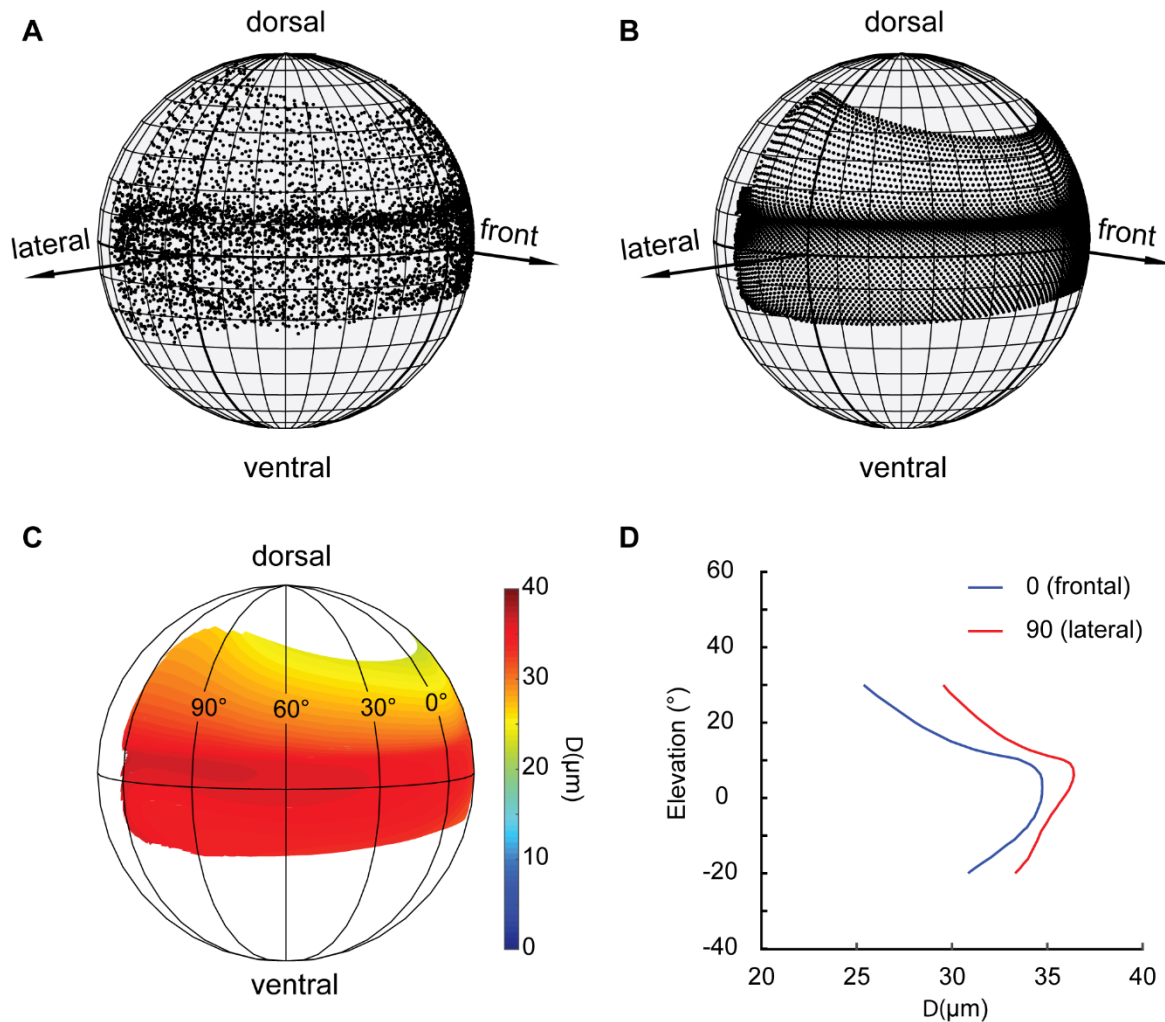 A
dorsal
lateral
front
ventral
B
dorsal
lateral
front
ventral
C
dorsal
90°
60°
30°
0°
ventral
40
30
20
10
0
D(μm)
D
60
40
20
0
-20
-40
Elevation (°)
0 (frontal)
90 (lateral)
20
25
30
35
40
D(μm)